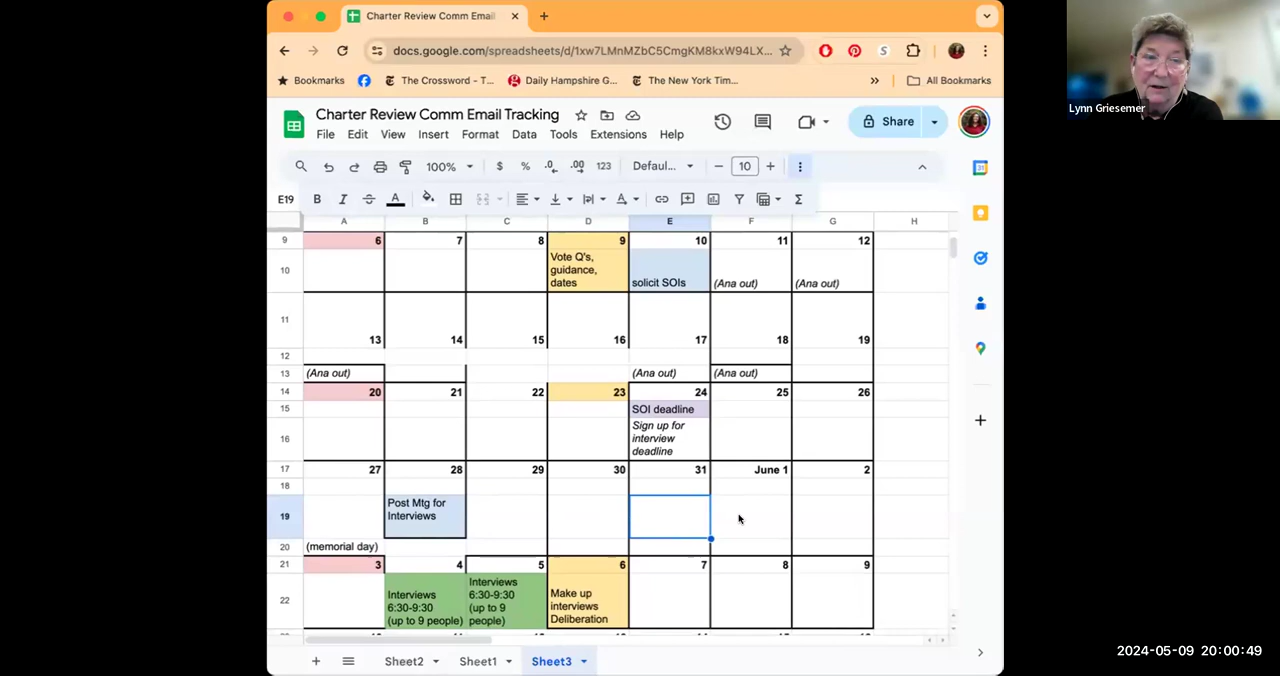 Charter Review Comm Email
docs.google.com/spreadsheets/d/1xw7LMnMZbC5CmgKM8kxW94LX...
Bookmarks
The Crossword - T...
Daily Hampshire G...
The New York Tim...
»
All Bookmarks
Charter Review Comm Email Tracking
File Edit View Insert Format Data Tools Extensions Help
Share
100% $ % .0 .00 123 Defaul... − 10 +
E19 B I S A Σ
A B C D E F G H
9 6 7 8 9 10 11 12
10
Vote Q's,
guidance,
dates
solicit SOIs
(Ana out)
(Ana out)
11 13 14 15 16 17 18 19
12
13 (Ana out) (Ana out) (Ana out)
14 20 21 22 23 24 25 26
15 SOI deadline
16
Sign up for
interview
deadline
17 27 28 29 30 31 June 1 2
18
19
Post Mtg for
Interviews
20 (memorial day)
21 3 4 5 6 7 8 9
22
Interviews
6:30-9:30
(up to 9 people)
Interviews
6:30-9:30
(up to 9
people)
Make up
interviews
Deliberation
Sheet2 Sheet1 Sheet3
Lynn Griesemer
2024-05-09 20:00:49